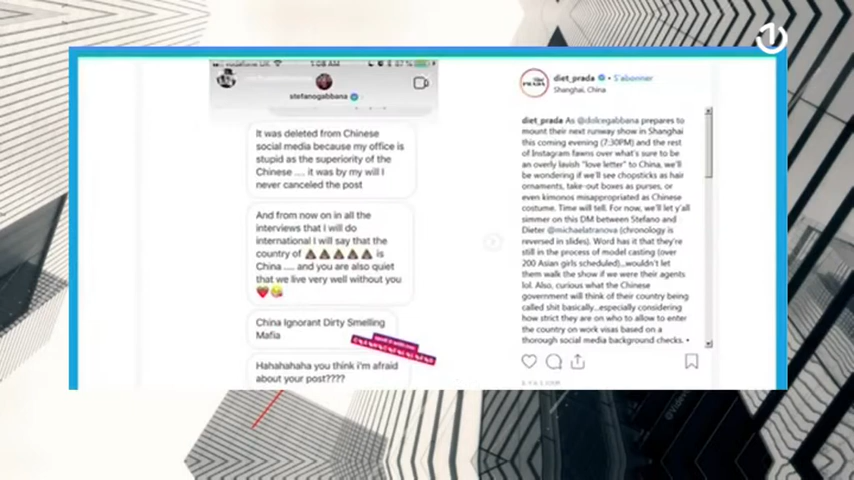 1:08 AM
87 %
stefanogabbana
It was deleted from Chinese
social media because my office is
stupid as the superiority of the
Chinese .... it was by my will I
never canceled the post
And from now on in all the
interviews that I will do
international I will say that the
country of 💩💩💩💩💩 is
China .... and you are also quiet
that we live very well without you
❤️😘
China Ignorant Dirty Smelling
Mafia
Hahahahaha you think i'm afraid
about your post????
diet_prada • S'abonner
Shanghai, China
diet_prada As @dolcegabbana prepares to
mount their next runway show in Shanghai
this coming evening (7:30PM) and the rest
of Instagram fawns over what's sure to be
an overly lavish "love letter" to China, we'll
be wondering if we'll see chopsticks as hair
ornaments, take-out boxes as purses, or
even kimonos misappropriated as Chinese
costume. Time will tell. For now, we'll let y'all
simmer on this DM between Stefano and
Dieter @michaelatranova (chronology is
reversed in slides). Word has it that they're
still in the process of model casting (over
200 Asian girls scheduled)...wouldn't let
them walk the show if we were their agents
lol. Also, curious what the Chinese
government will think of their country being
called shit basically...especially considering
how strict they are on who to allow to enter
the country on work visas based on a
thorough social media background checks. •